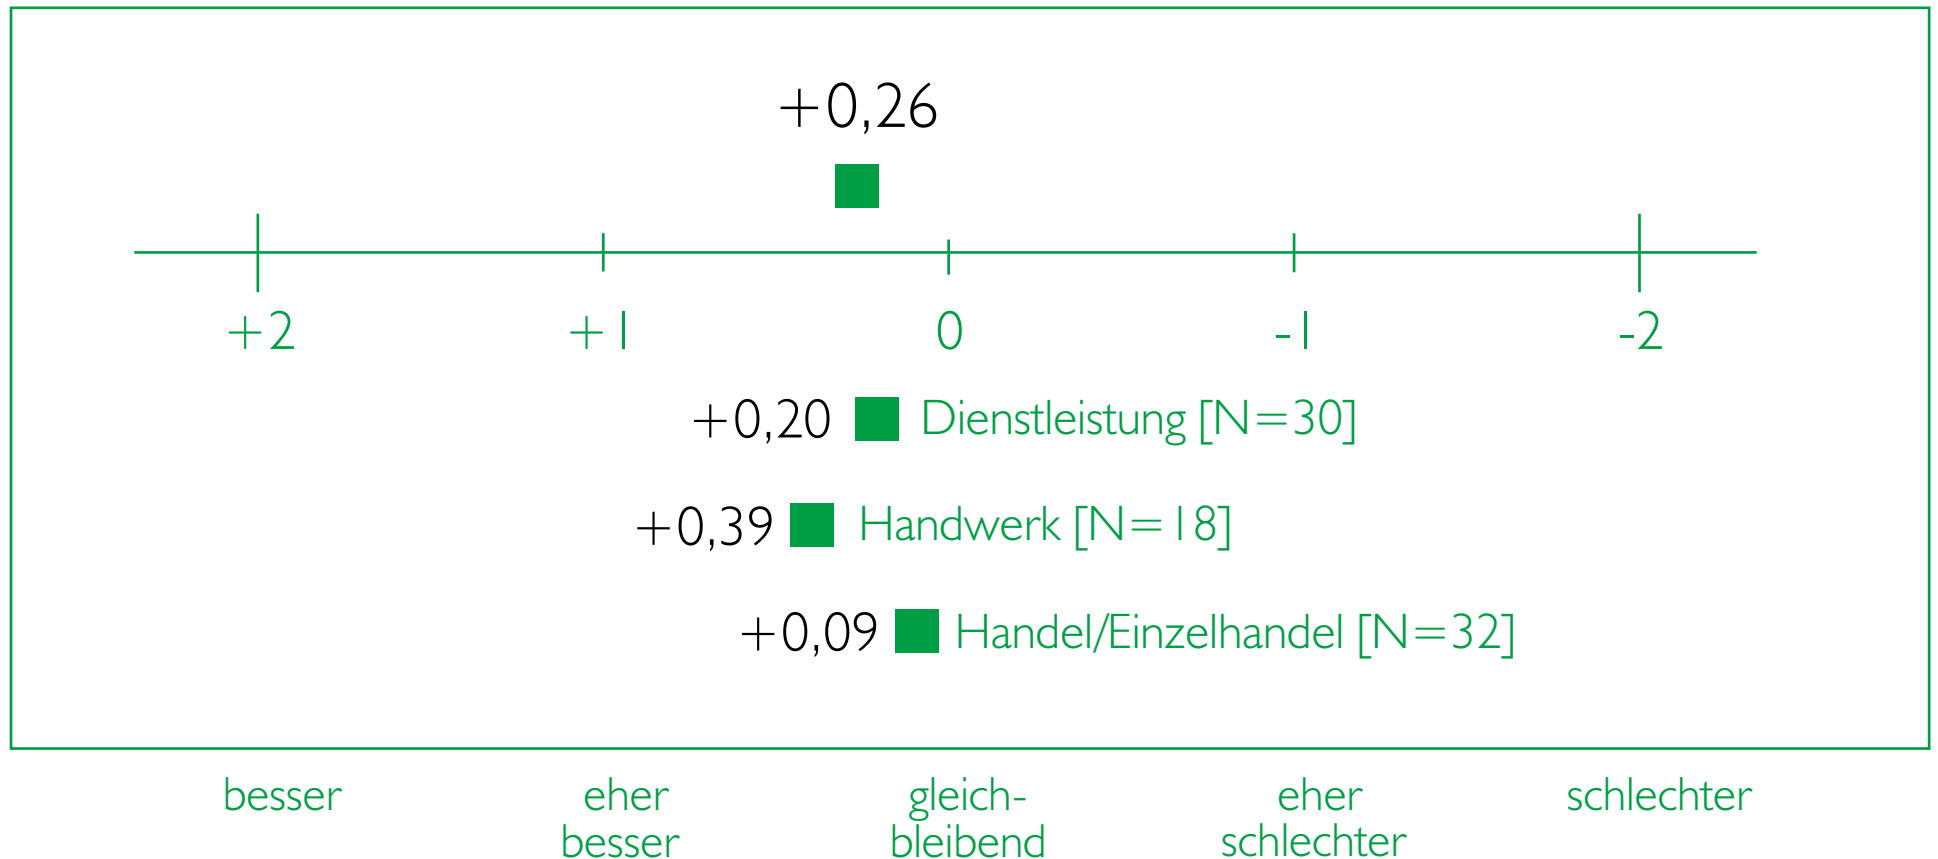 +0,26
+2 +1 0 -1 -2
+0,20 Dienstleistung [N=30]
+0,39 Handwerk [N=18]
+0,09 Handel/Einzelhandel [N=32]
besser eher gleich- eher schlechter
besser bleibend schlechter